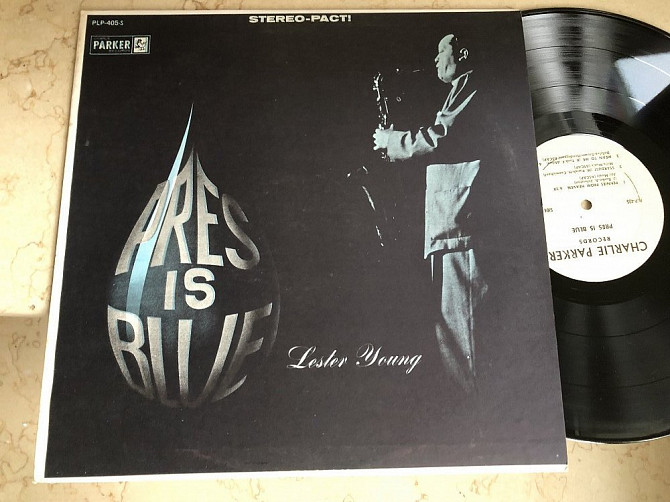 STEREO-PACT!
PLP-405-S
PARKER
PRES
IS
BLUE
Lester Young
CHARLIE PARKER
RECORDS
PRES IS BLUE